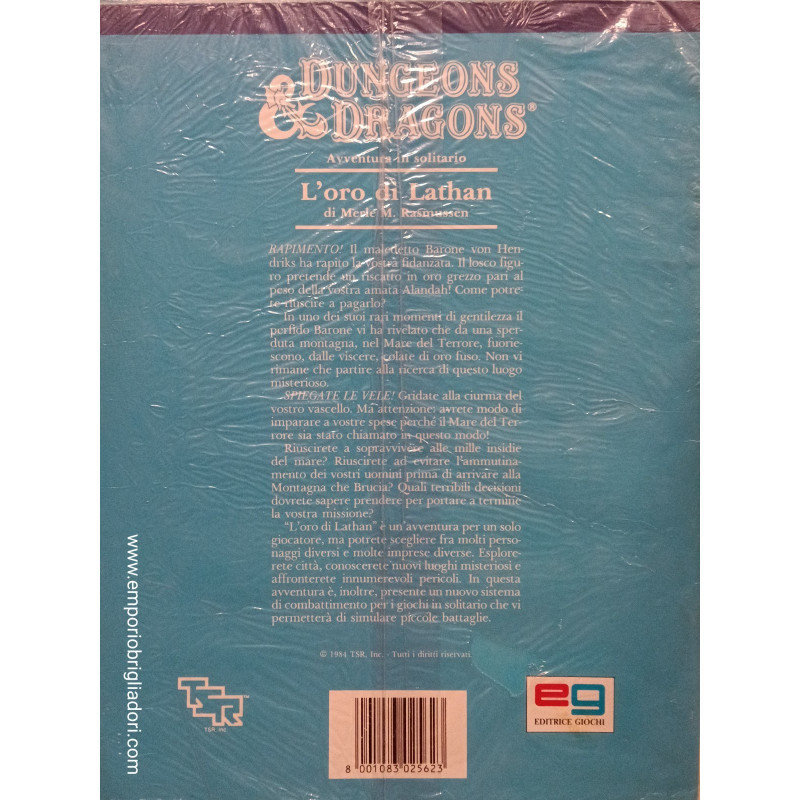 DUNGEONS
& DRAGONS®
Avventura in solitario
L'oro di Lathan
di Merle M. Rasmussen
RAPIMENTO! Il maledetto Barone von Hen-
driks ha rapito la vostra fidanzata. Il losco figu-
ro pretende un riscatto in oro grezzo pari al
peso della vostra amata Alandah! Come potre-
te riuscire a pagarlo?
In uno dei suoi rari momenti di gentilezza il
perfido Barone vi ha rivelato che da una sper-
duta montagna, nel Mare del Terrore, fuorie-
scono, dalle viscere, colate di oro fuso. Non vi
rimane che partire alla ricerca di questo luogo
misterioso.
SPIEGATE LE VELE! Gridate alla ciurma del
vostro vascello. Ma attenzione: avrete modo di
imparare a vostre spese perché il Mare del Ter-
rore sia stato chiamato in questo modo!
Riuscirete a sopravvivere alle mille insidie
del mare? Riuscirete ad evitare l'ammutina-
mento dei vostri uomini prima di arrivare alla
Montagna che Brucia? Quali terribili decisioni
dovrete sapere prendere per portare a termine
la vostra missione?
"L'oro di Lathan" è un'avventura per un solo
giocatore, ma potrete scegliere fra molti perso-
naggi diversi e molte imprese diverse. Esplore-
rete città, conoscerete nuovi luoghi misteriosi e
affronterete innumerevoli pericoli. In questa
avventura è, inoltre, presente un nuovo sistema
di combattimento per i giochi in solitario che vi
permetterà di simulare piccole battaglie.
© 1984 TSR, Inc. - Tutti i diritti riservati.
TSR™
TSR, INC
8 001083 025623
eg
EDITRICE GIOCHI
www.emporiobrigliadori.com